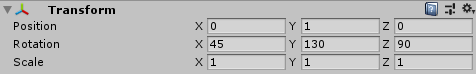 Transform
Position X 0 Y 1 Z 0
Rotation X 45 Y 130 Z 90
Scale X 1 Y 1 Z 1